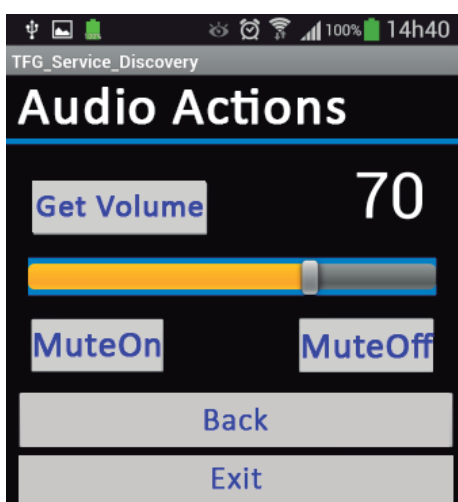 100% 14h40
TFG_Service_Discovery
Audio Actions
Get Volume 70
MuteOn MuteOff
Back
Exit